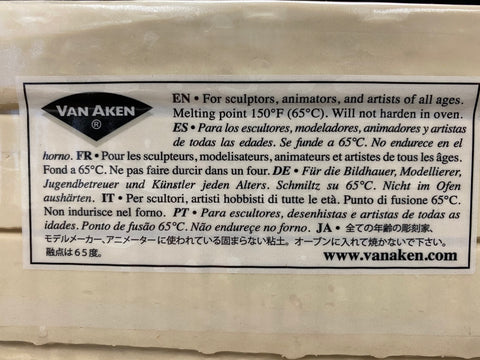 VAN AKEN
®
EN • For sculptors, animators, and artists of all ages.
Melting point 150°F (65°C). Will not harden in oven.
ES • Para los escultores, modeladores, animadores y artistas
de todas las edades. Se funde a 65°C. No endurece en el
horno. FR • Pour les sculpteurs, modelisateurs, animateurs et artistes de tous les âges.
Fond a 65°C. Ne pas faire durcir dans un four. DE • Für die Bildhauer, Modellierer,
Jugendbetreuer und Künstler jeden Alters. Schmiltz su 65°C. Nicht im Ofen
aushärten. IT • Per scultori, artisti hobbisti di tutte le età. Punto di fusione 65°C.
Non indurisce nel forno. PT • Para escultores, desenhistas e artistas de todas as
idades. Ponto de fusão 65°C. Não endureçe no forno. JA • 全ての年齢の彫刻家、
モデルメーカー、アニメーターに使われている固まらない粘土。オーブンに入れて焼かないで下さい。
融点は65度。
www.vanaken.com